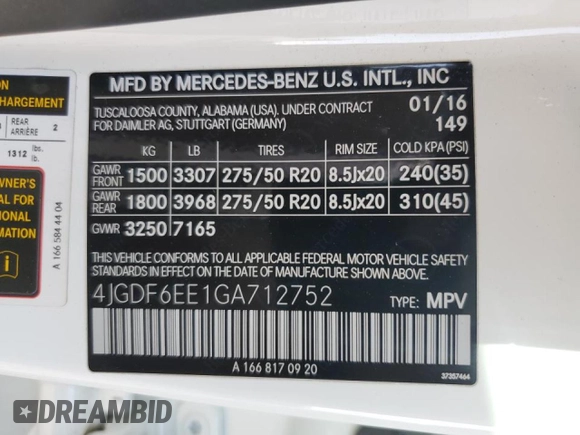 ON
HARGEMENT
REAR
ARRIÈRE 2
1312 lbs.
lb.
WNER'S
AL FOR
IONAL
MATION
A 166 584 44 04
MFD BY MERCEDES-BENZ U.S. INTL., INC
TUSCALOOSA COUNTY, ALABAMA (USA). UNDER CONTRACT
FOR DAIMLER AG, STUTTGART (GERMANY)
01/16
149
KG LB TIRES RIM SIZE COLD KPA(PSI)
GAWR
FRONT 1500 3307 275/50 R20 8.5Jx20 240(35)
GAWR
REAR 1800 3968 275/50 R20 8.5Jx20 310(45)
GVWR 3250 7165
THIS VEHICLE CONFORMS TO ALL APPLICABLE FEDERAL MOTOR VEHICLE SAFETY
STANDARDS IN EFFECT ON THE DATE OF MANUFACTURE SHOWN ABOVE.
4JGDF6EE1GA712752 TYPE: MPV
A 166 817 09 20
37357464
DREAMBID